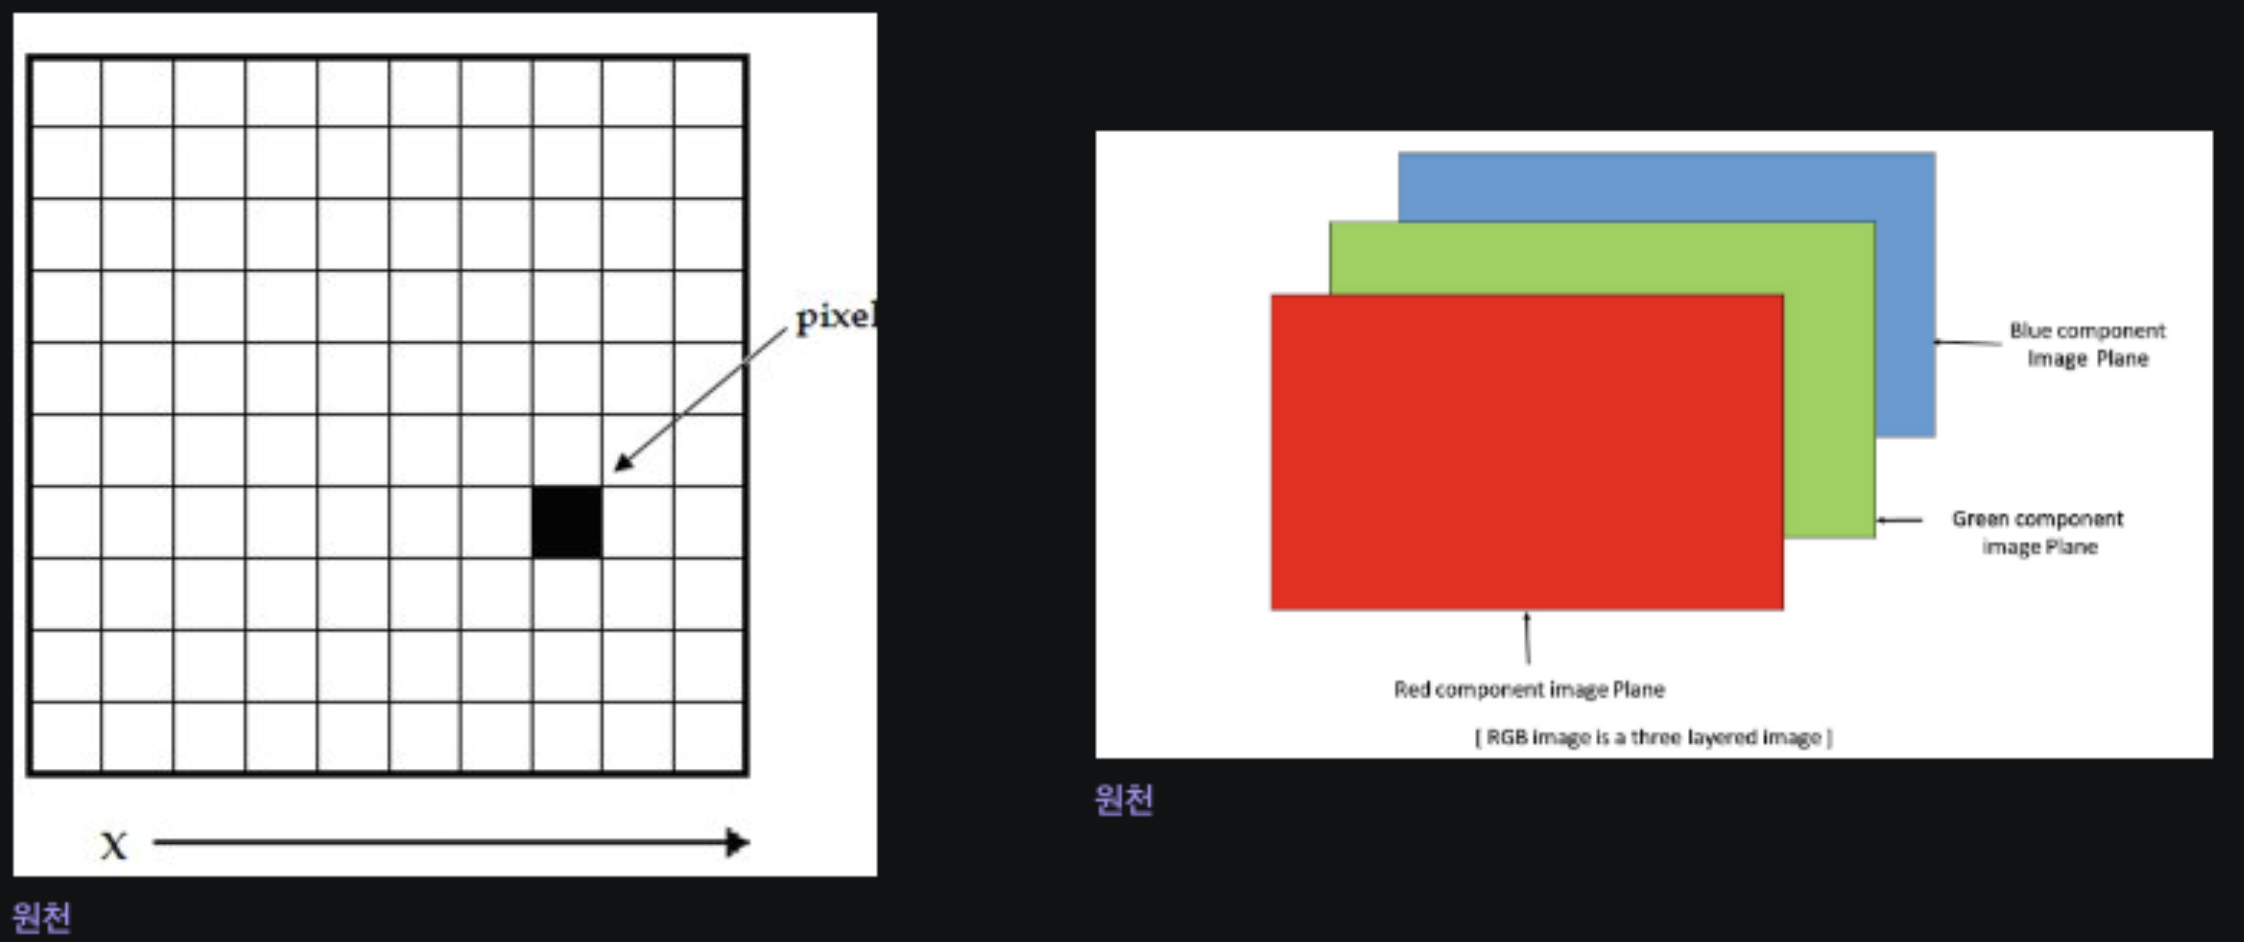 pixel
X
원천
Blue component
Image Plane
Green component
image Plane
Red component image Plane
[ RGB image is a three layered image ]
원천